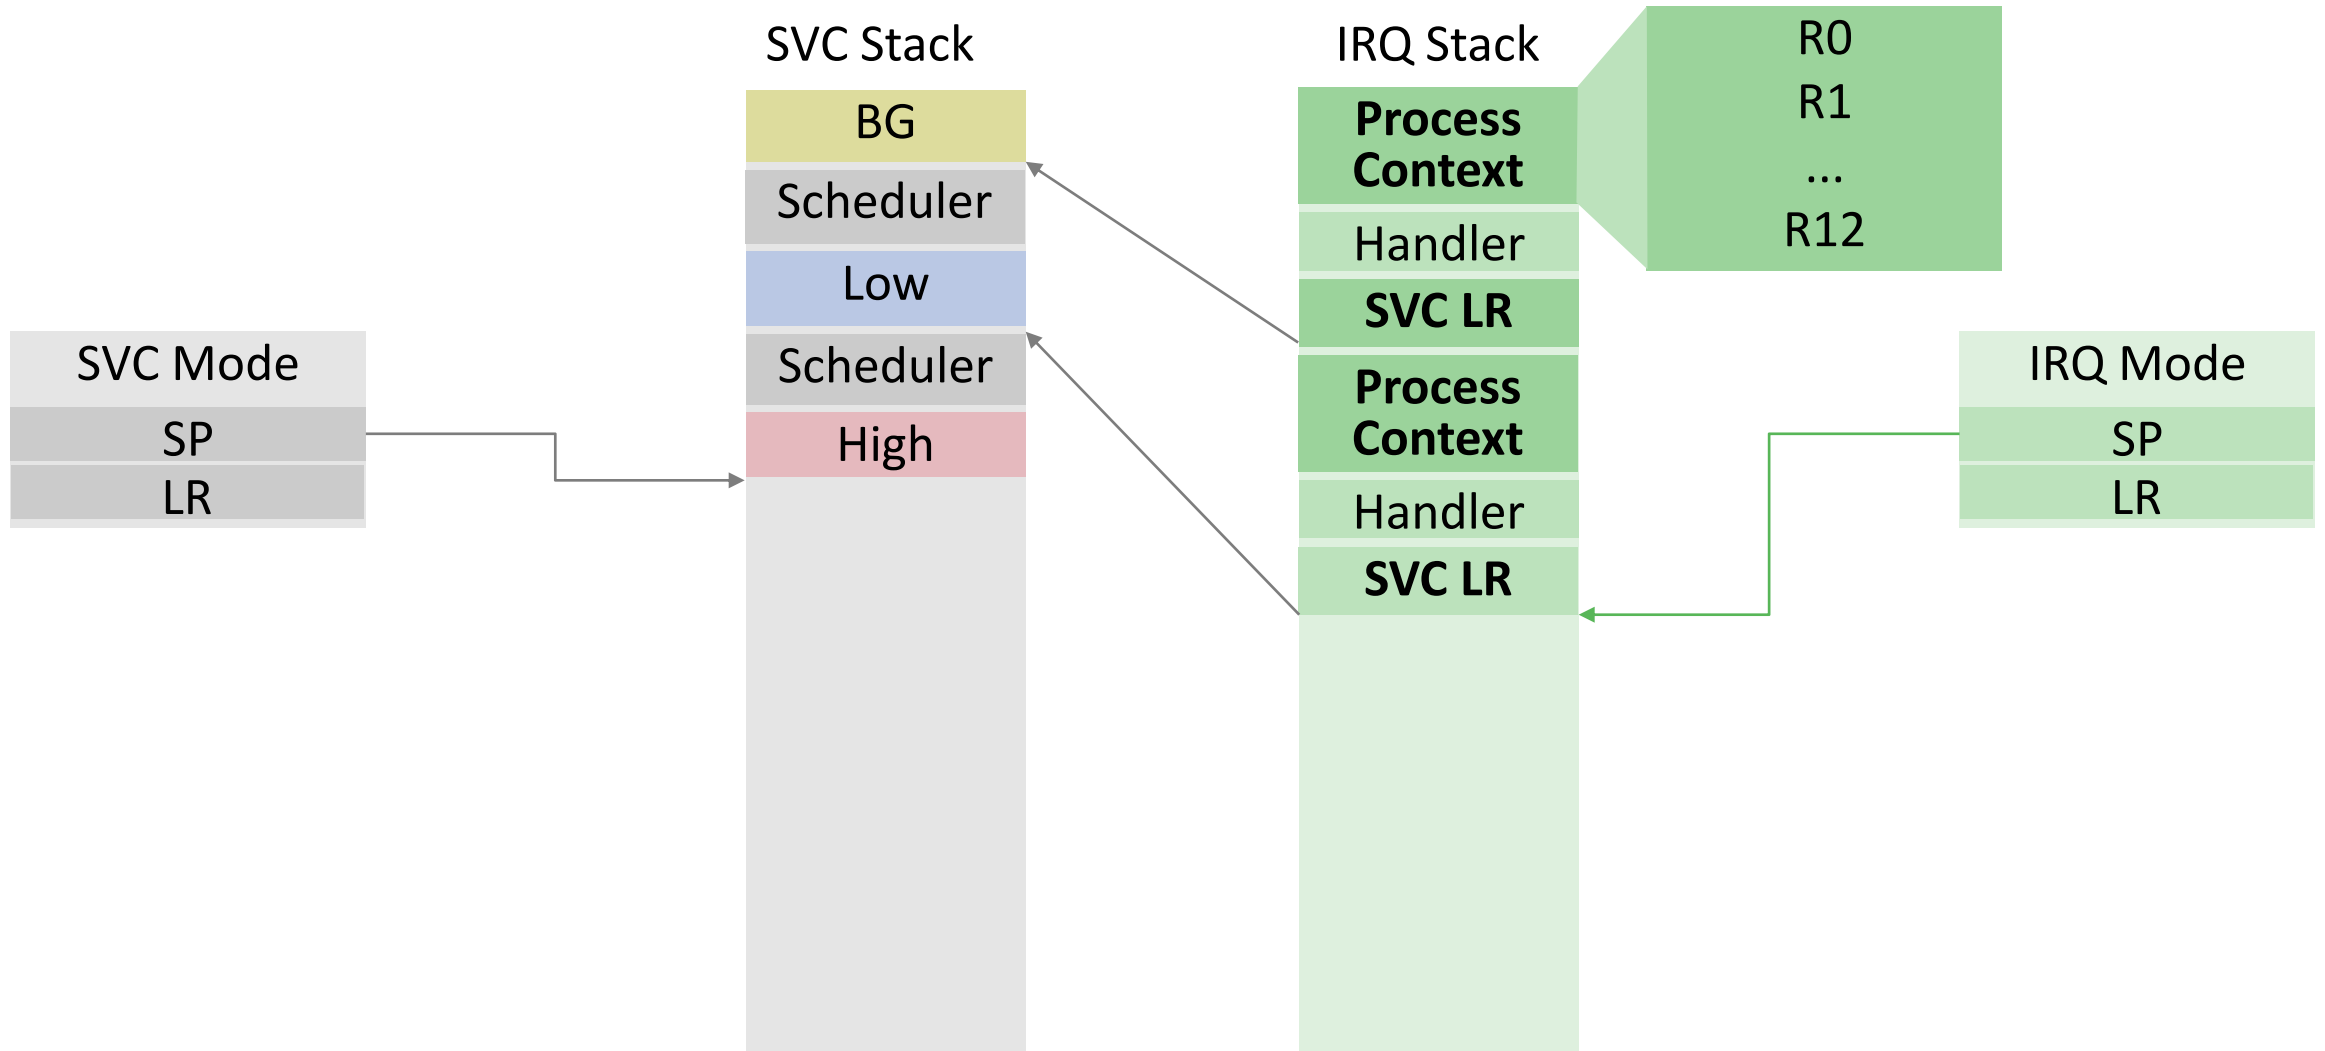 SVC Stack
BG
Scheduler
Low
Scheduler
High
SVC Mode
SP
LR
IRQ Stack
Process
Context
Handler
SVC LR
Process
Context
Handler
SVC LR
R0
R1
...
R12
IRQ Mode
SP
LR